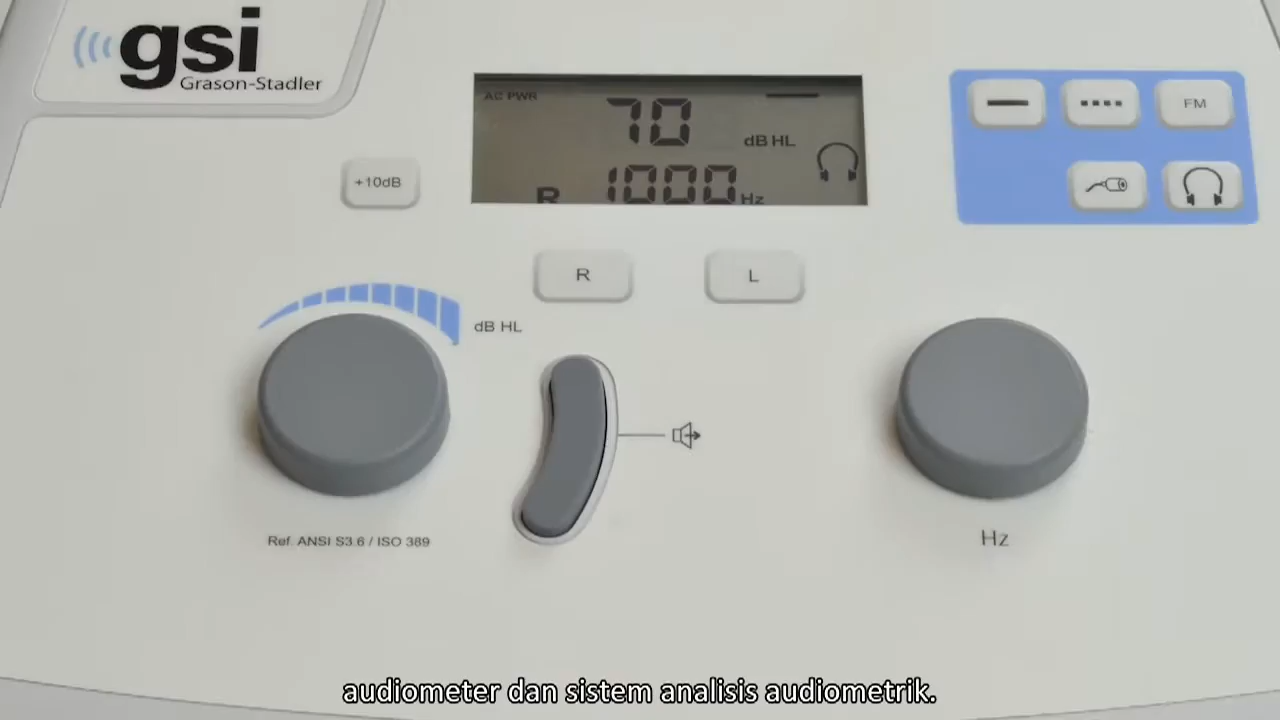 gsi
Grason-Stadler
AC PWR
70
dB HL
R 1000 Hz
FM
+10dB
R
L
dB HL
Ref. ANSI S3.6 / ISO 389
Hz
audiometer dan sistem analisis audiometrik.